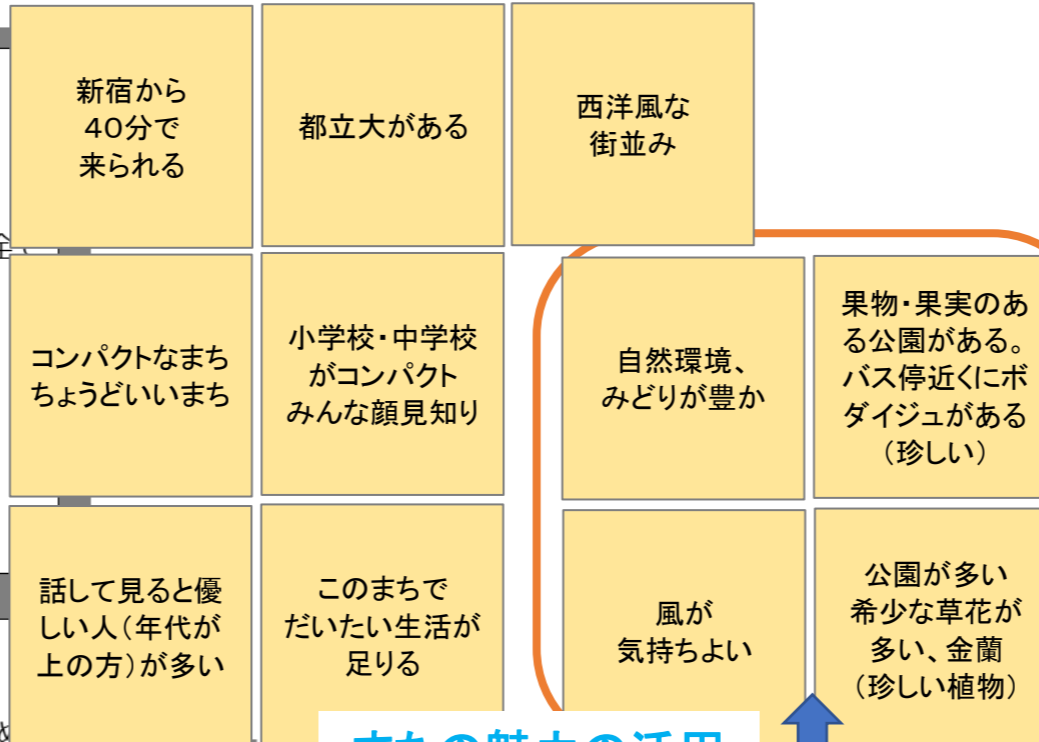 新宿から
４０分で
来られる
都立大がある
西洋風な
街並み
コンパクトなまち
ちょうどいいまち
小学校・中学校
がコンパクト
みんな顔見知り
自然環境、
みどりが豊か
果物・果実のあ
る公園がある。
バス停近くにボ
ダイジュがある
（珍しい）
話して見ると優
しい人（年代が
上の方）が多い
このまちで
だいたい生活が
足りる
風が
気持ちよい
公園が多い
希少な草花が
多い、金蘭
（珍しい植物）
まちの魅力の活用